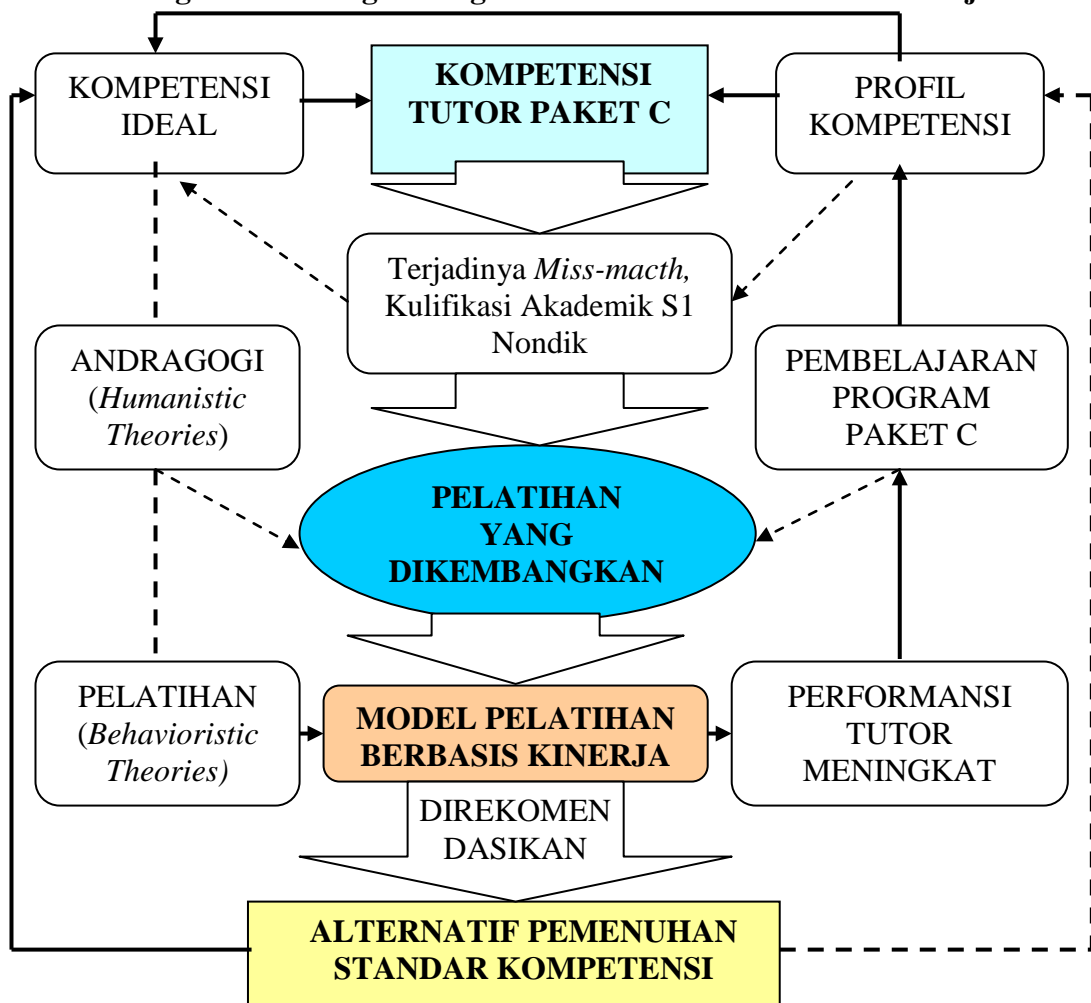 KOMPETENSI
IDEAL
KOMPETENSI
TUTOR PAKET C
PROFIL
KOMPETENSI
Terjadinya Miss-macth,
Kulifikasi Akademik S1
Nondik
ANDRAGOGI
(Humanistic
Theories)
PEMBELAJARAN
PROGRAM
PAKET C
PELATIHAN
YANG
DIKEMBANGKAN
PELATIHAN
(Behavioristic
Theories)
MODEL PELATIHAN
BERBASIS KINERJA
PERFORMANSI
TUTOR
MENINGKAT
DIREKOMEN
DASIKAN
ALTERNATIF PEMENUHAN
STANDAR KOMPETENSI